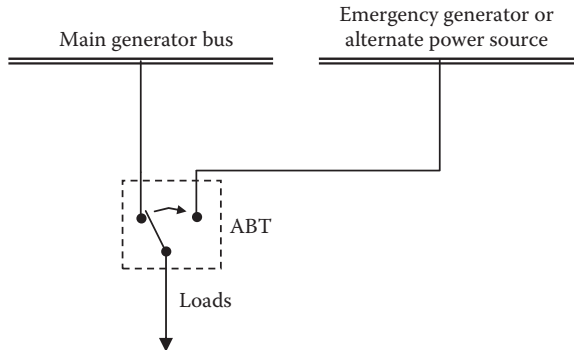 Main generator bus
Emergency generator or
alternate power source
ABT
Loads